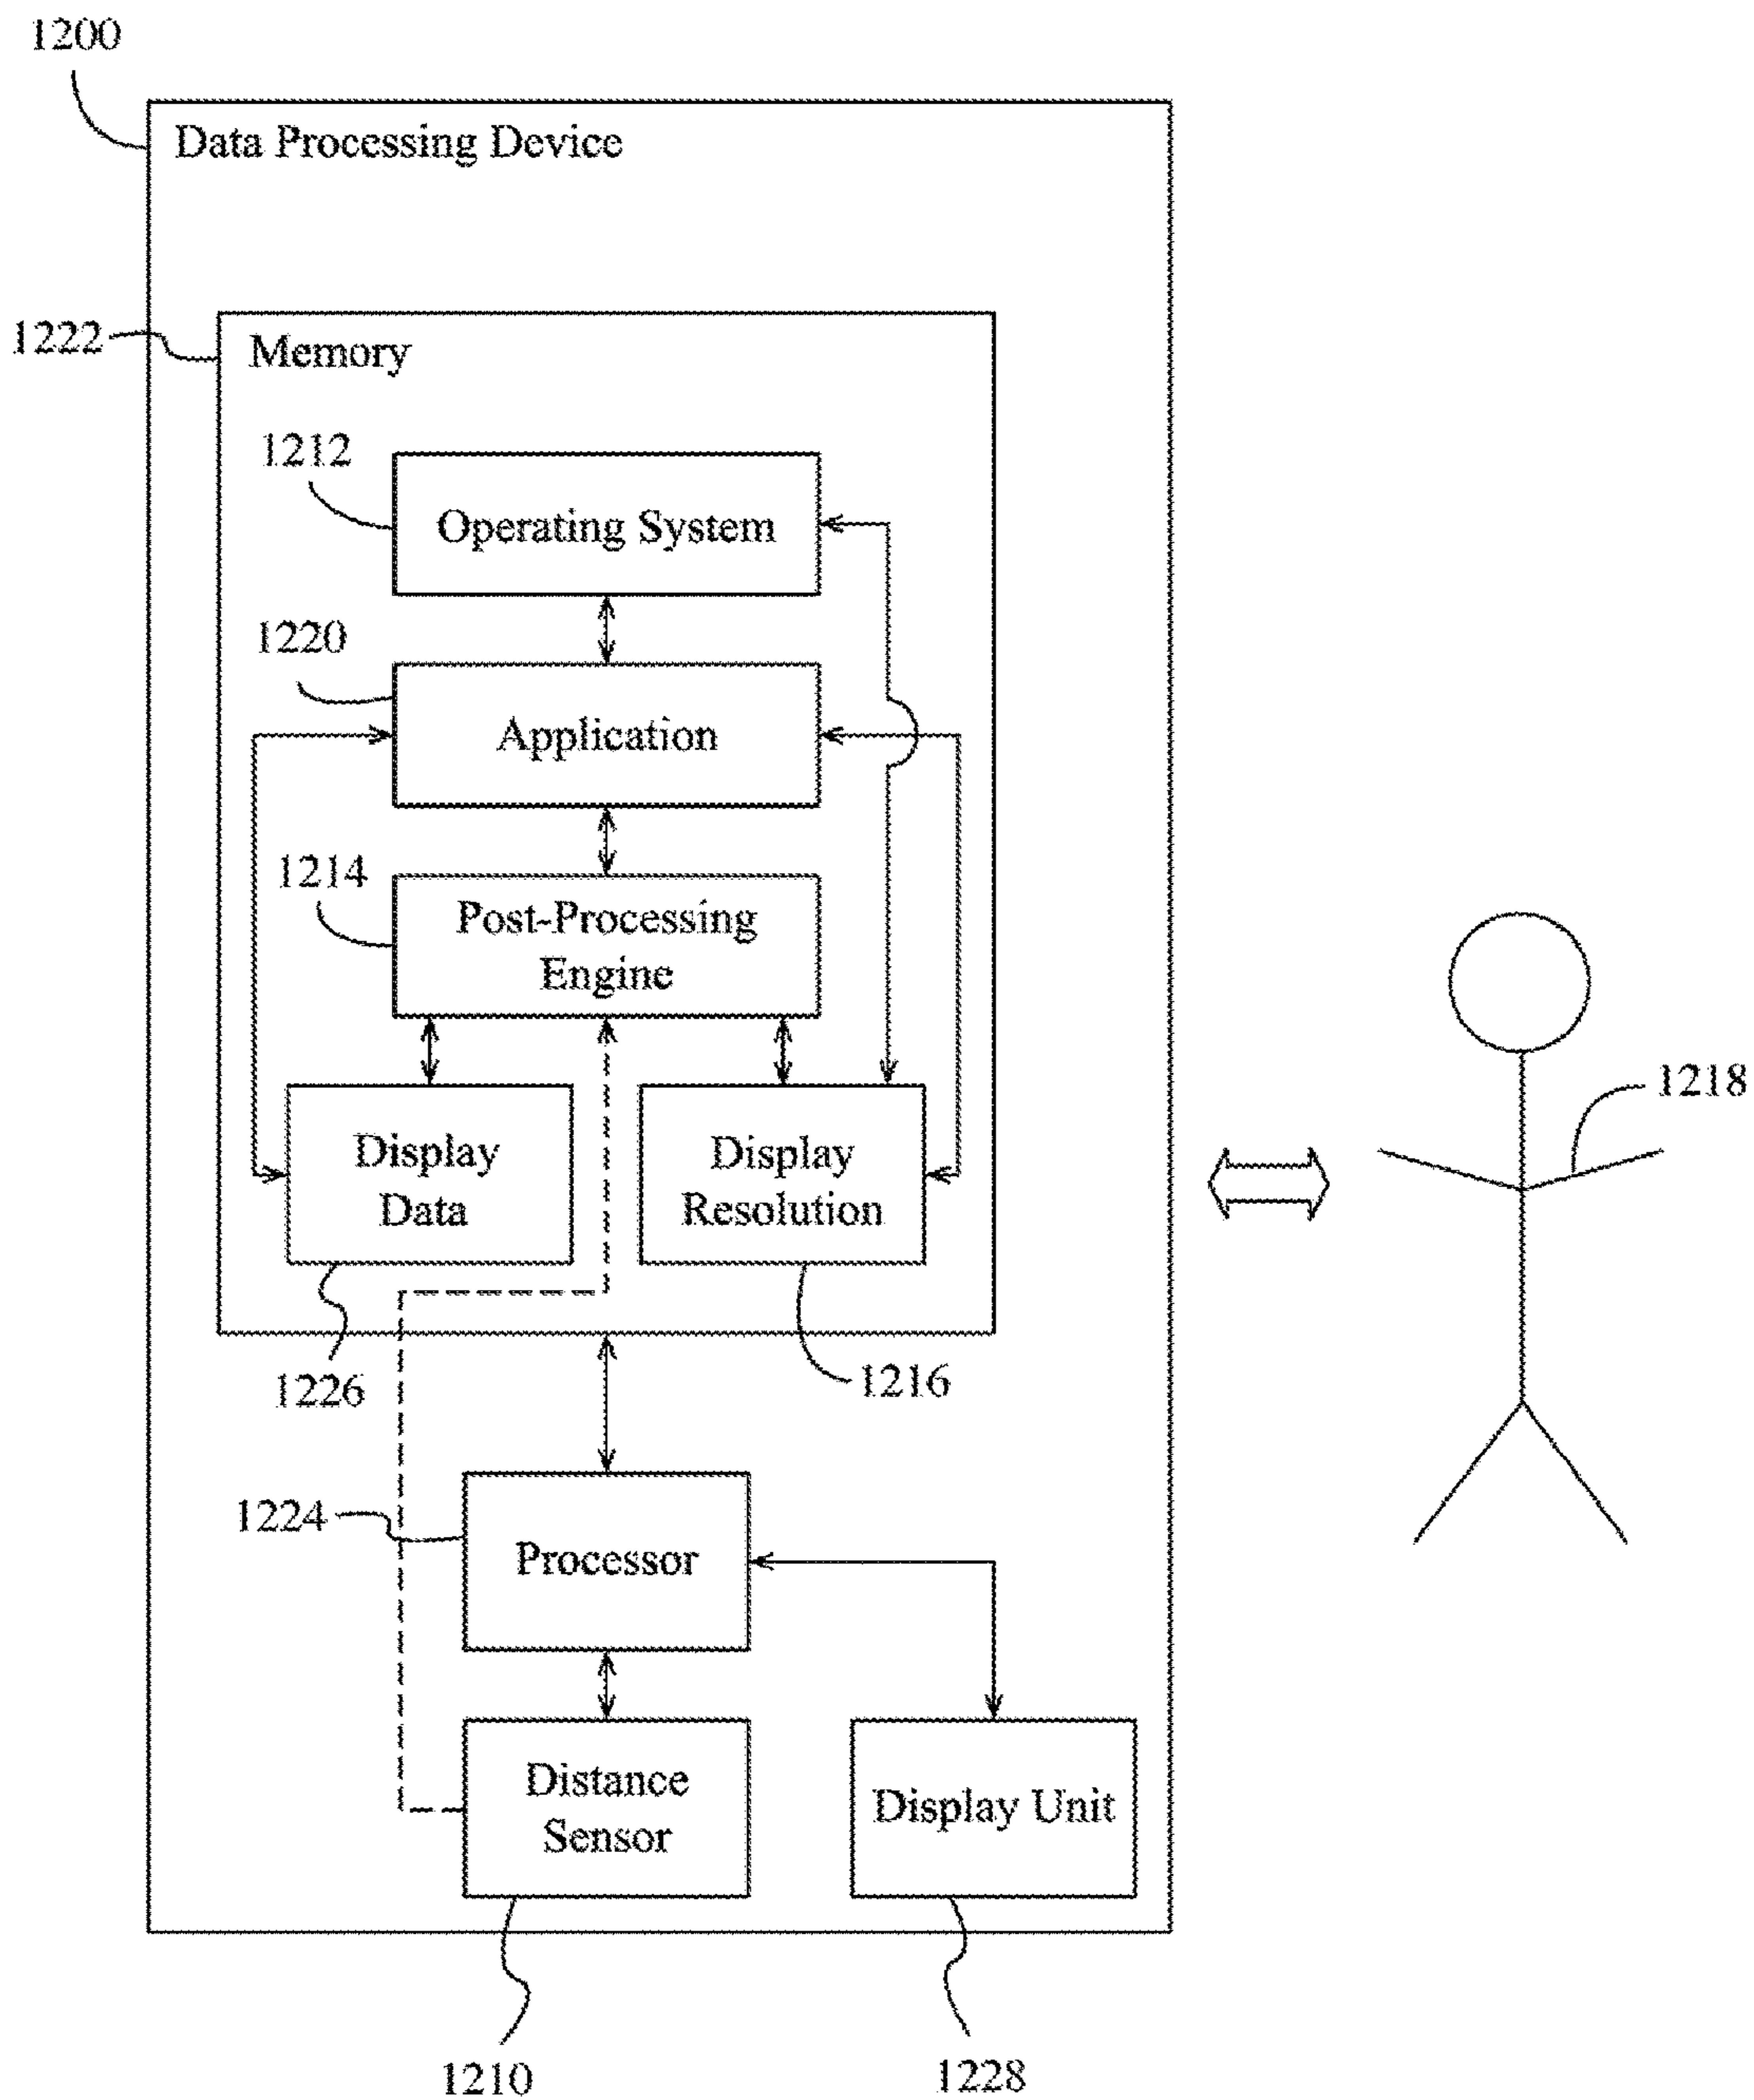 1200
Data Processing Device
1222
Memory
1212
Operating System
1220
Application
1214
Post-Processing
Engine
1218
Display
Data
Display
Resolution
1226
1216
1224
Processor
Distance
Sensor
Display Unit
1210
1228